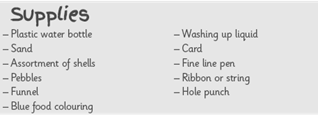 Supplies
– Plastic water bottle
– Sand
– Assortment of shells
– Pebbles
– Funnel
– Blue food colouring
– Washing up liquid
– Card
– Fine line pen
– Ribbon or string
– Hole punch